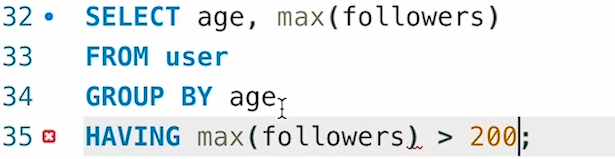 32 SELECT age, max(followers)
33 FROM user
34 GROUP BY age
35 HAVING max(followers) > 200;